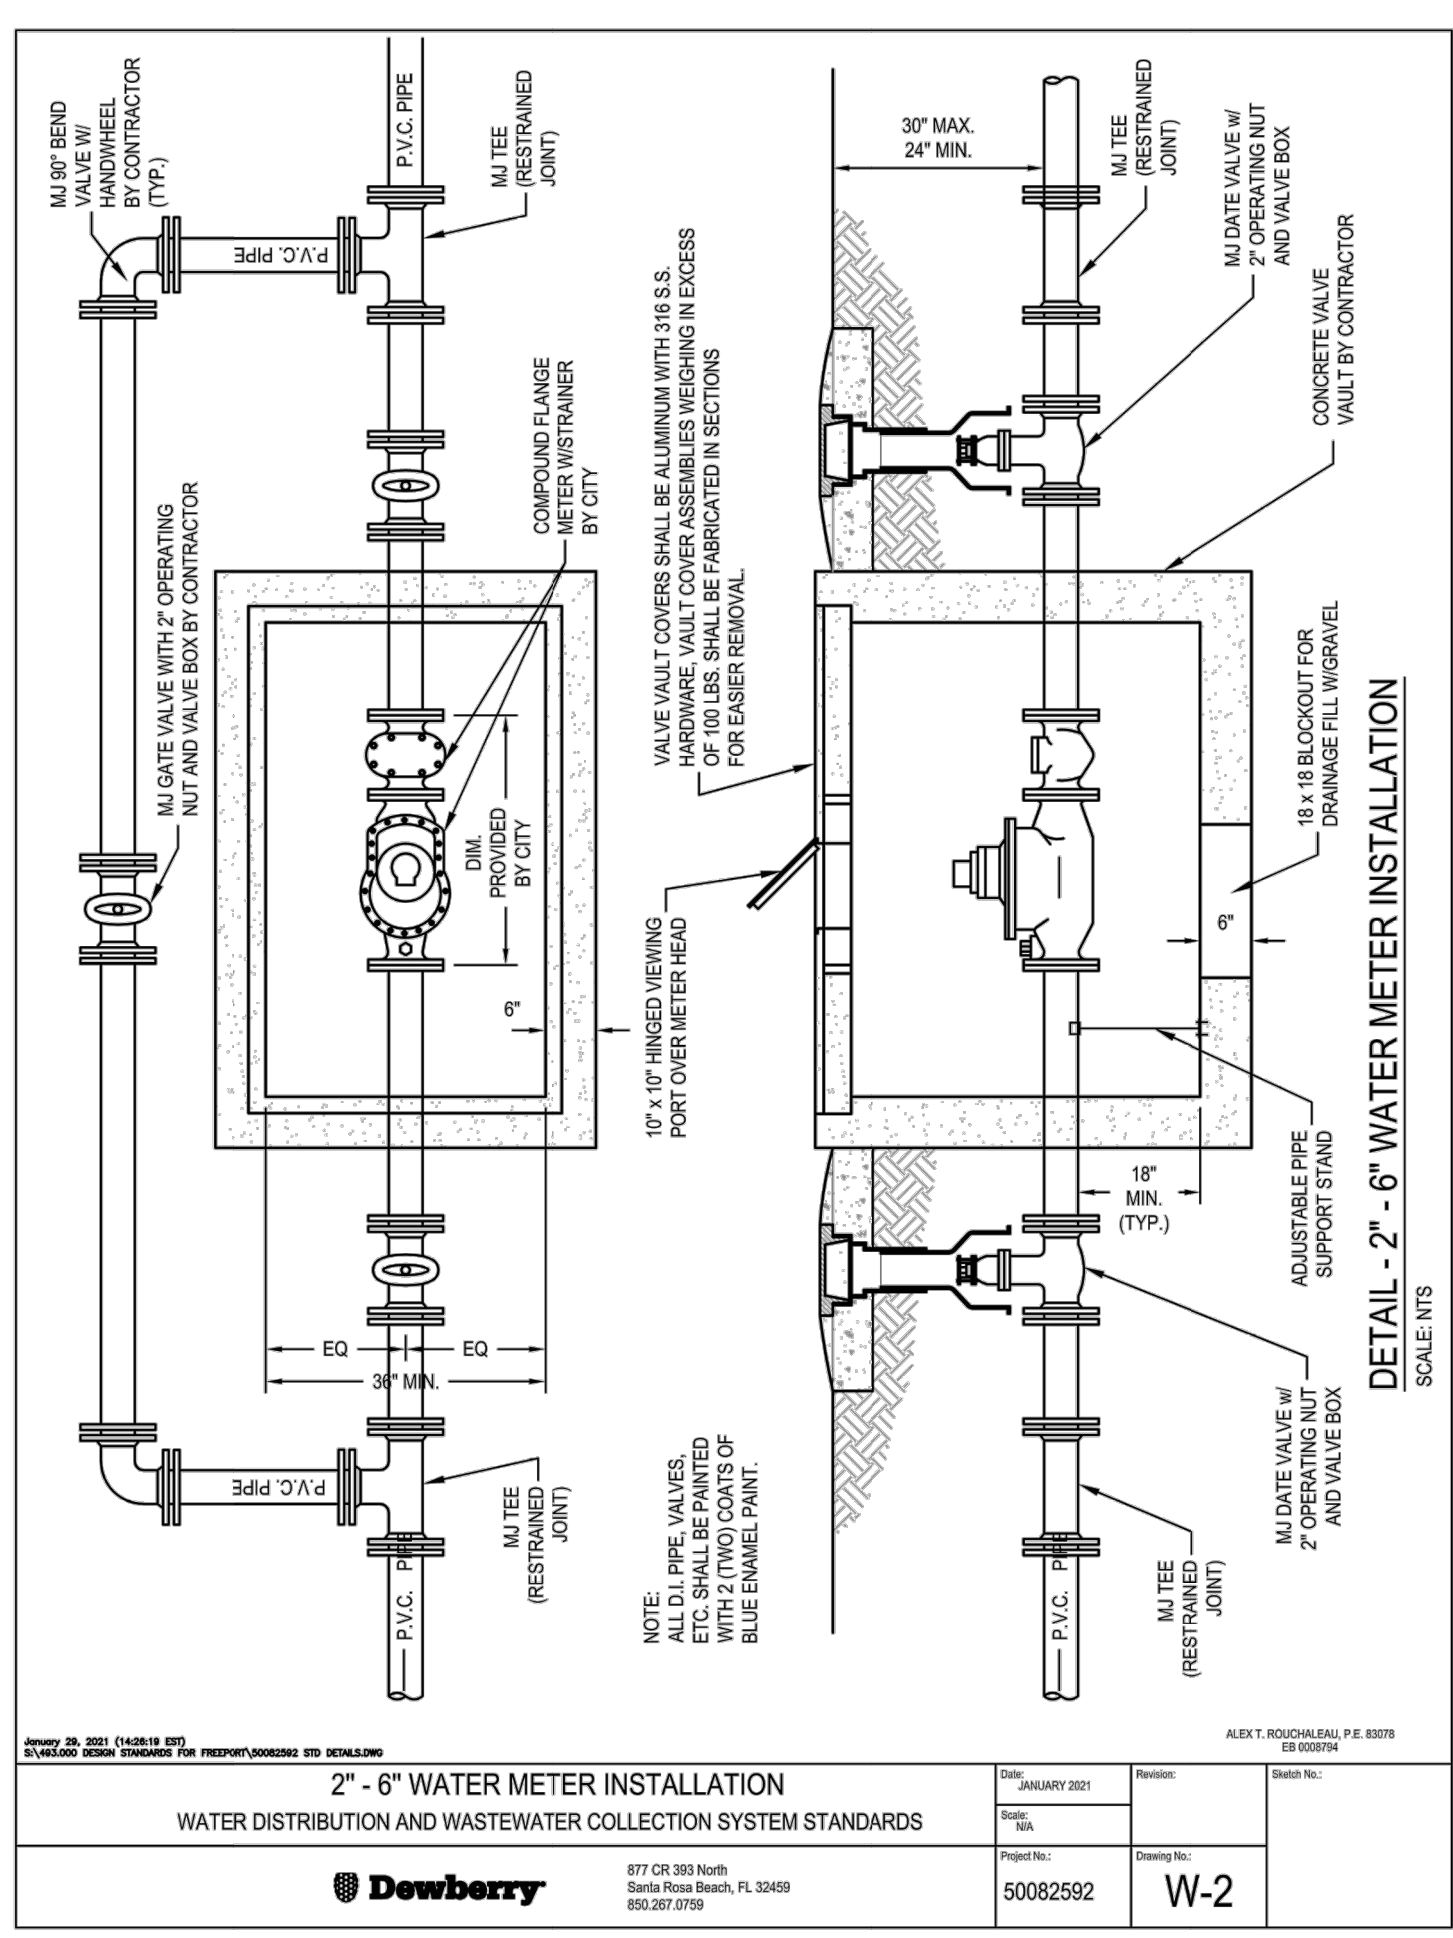 MJ 90° BEND
VALVE W/
HANDWHEEL
BY CONTRACTOR
(TYP.)
P.V.C. PIPE
P.V.C. PIPE
MJ TEE
(RESTRAINED
JOINT)
MJ GATE VALVE WITH 2" OPERATING
NUT AND VALVE BOX BY CONTRACTOR
COMPOUND FLANGE
METER W/STRAINER
BY CITY
DIM.
PROVIDED
BY CITY
6"
EQ
EQ
36" MIN.
P.V.C. PIPE
MJ TEE
(RESTRAINED
JOINT)
P.V.C. PIPE
30" MAX.
24" MIN.
MJ TEE
(RESTRAINED
JOINT)
MJ DATE VALVE w/
2" OPERATING NUT
AND VALVE BOX
CONCRETE VALVE
VAULT BY CONTRACTOR
VALVE VAULT COVERS SHALL BE ALUMINUM WITH 316 S.S.
HARDWARE, VAULT COVER ASSEMBLIES WEIGHING IN EXCESS
OF 100 LBS. SHALL BE FABRICATED IN SECTIONS
FOR EASIER REMOVAL.
10" x 10" HINGED VIEWING
PORT OVER METER HEAD
18 x 18 BLOCKOUT FOR
DRAINAGE FILL W/GRAVEL
6"
18"
MIN.
(TYP.)
ADJUSTABLE PIPE
SUPPORT STAND
MJ DATE VALVE w/
2" OPERATING NUT
AND VALVE BOX
MJ TEE
(RESTRAINED
JOINT)
P.V.C. PIPE
NOTE:
ALL D.I. PIPE, VALVES,
ETC. SHALL BE PAINTED
WITH 2 (TWO) COATS OF
BLUE ENAMEL PAINT.
DETAIL - 2" - 6" WATER METER INSTALLATION
SCALE: NTS
January 29, 2021 (14:26:19 EST)
S:\493.000 DESIGN STANDARDS FOR FREEPORT\50082592 STD DETAILS.DWG
ALEX T. ROUCHALEAU, P.E. 83078
EB 0008794
2" - 6" WATER METER INSTALLATION
WATER DISTRIBUTION AND WASTEWATER COLLECTION SYSTEM STANDARDS
Date:
JANUARY 2021
Scale:
N/A
Revision:
Sketch No.:
Dewberry
877 CR 393 North
Santa Rosa Beach, FL 32459
850.267.0759
Project No.:
50082592
Drawing No.:
W-2